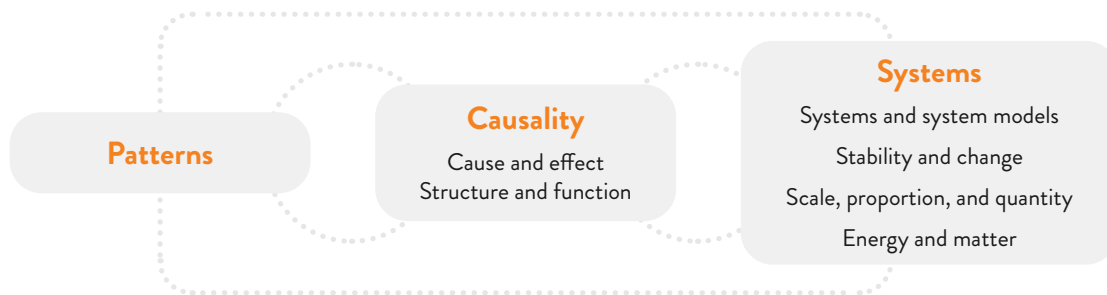 Patterns
Causality
Cause and effect
Structure and function
Systems
Systems and system models
Stability and change
Scale, proportion, and quantity
Energy and matter